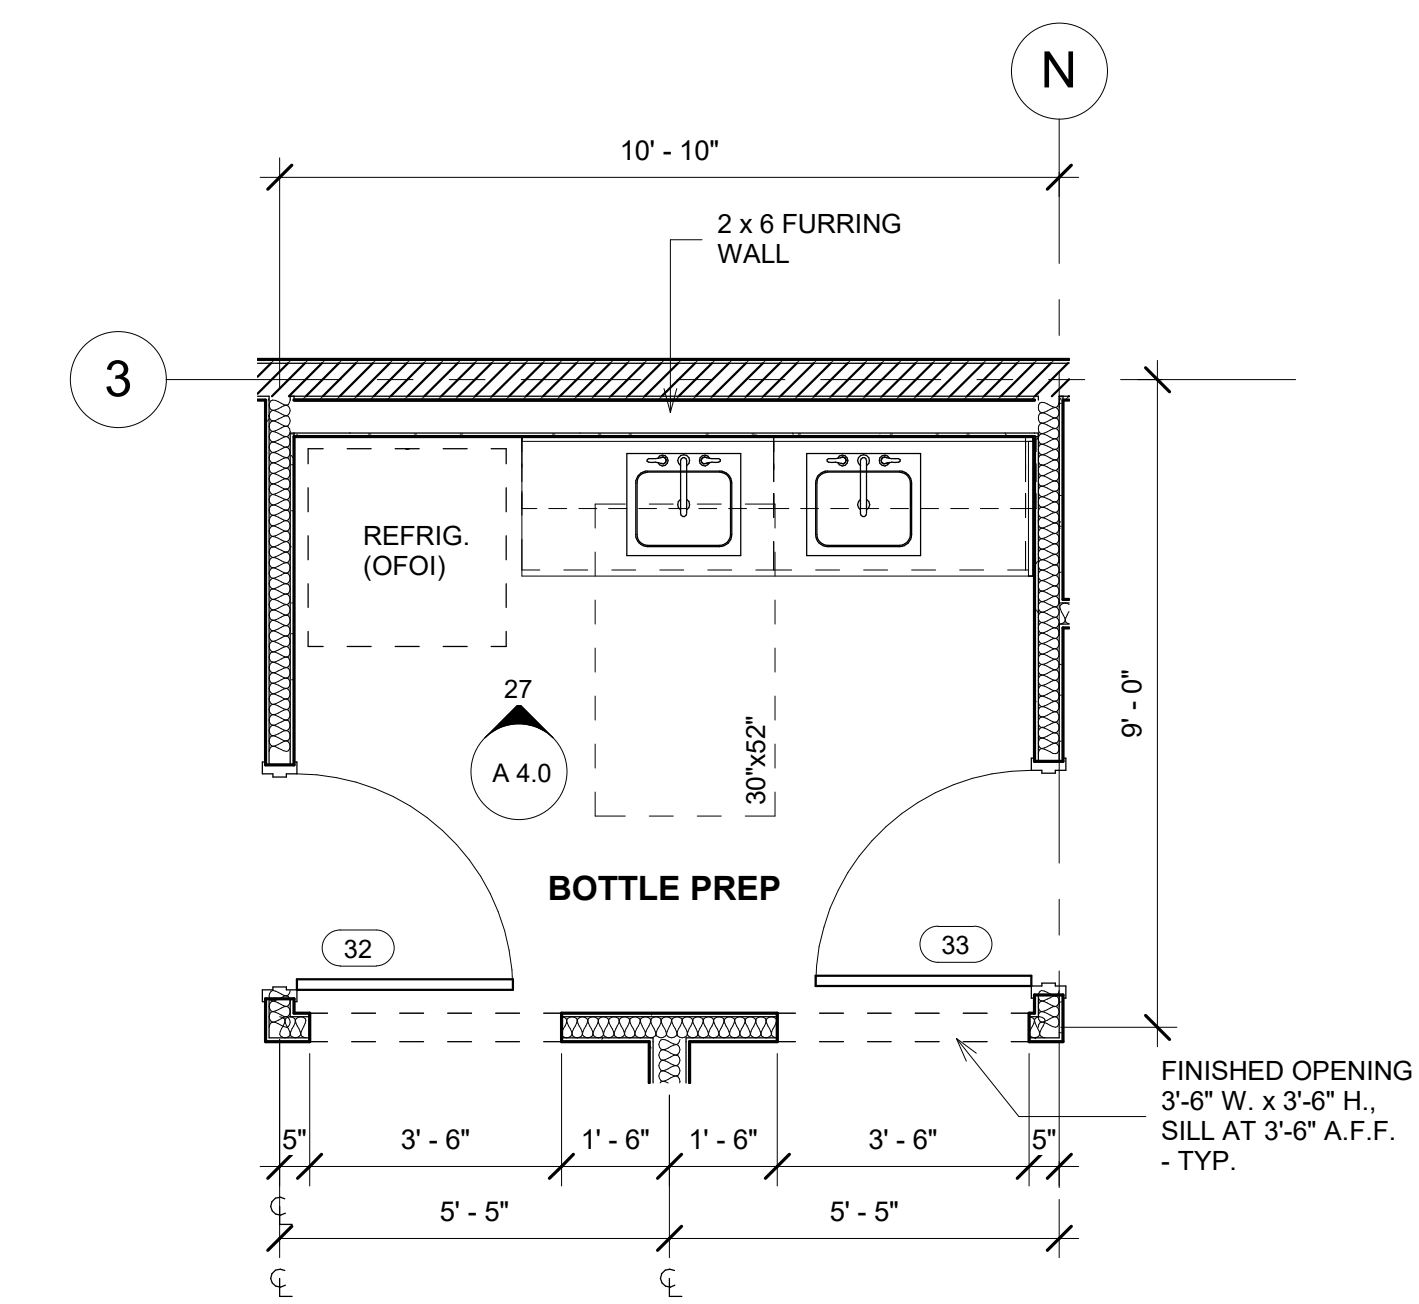 N
10' - 10"
2 x 6 FURRING
WALL
3
REFRIG.
(OFOI)
27
A 4.0
30"x52"
9' - 0"
BOTTLE PREP
32
33
FINISHED OPENING
3'-6" W. x 3'-6" H.,
SILL AT 3'-6" A.F.F.
- TYP.
5"
3' - 6"
1' - 6"
1' - 6"
3' - 6"
5"
℄
5' - 5"
5' - 5"
℄
℄